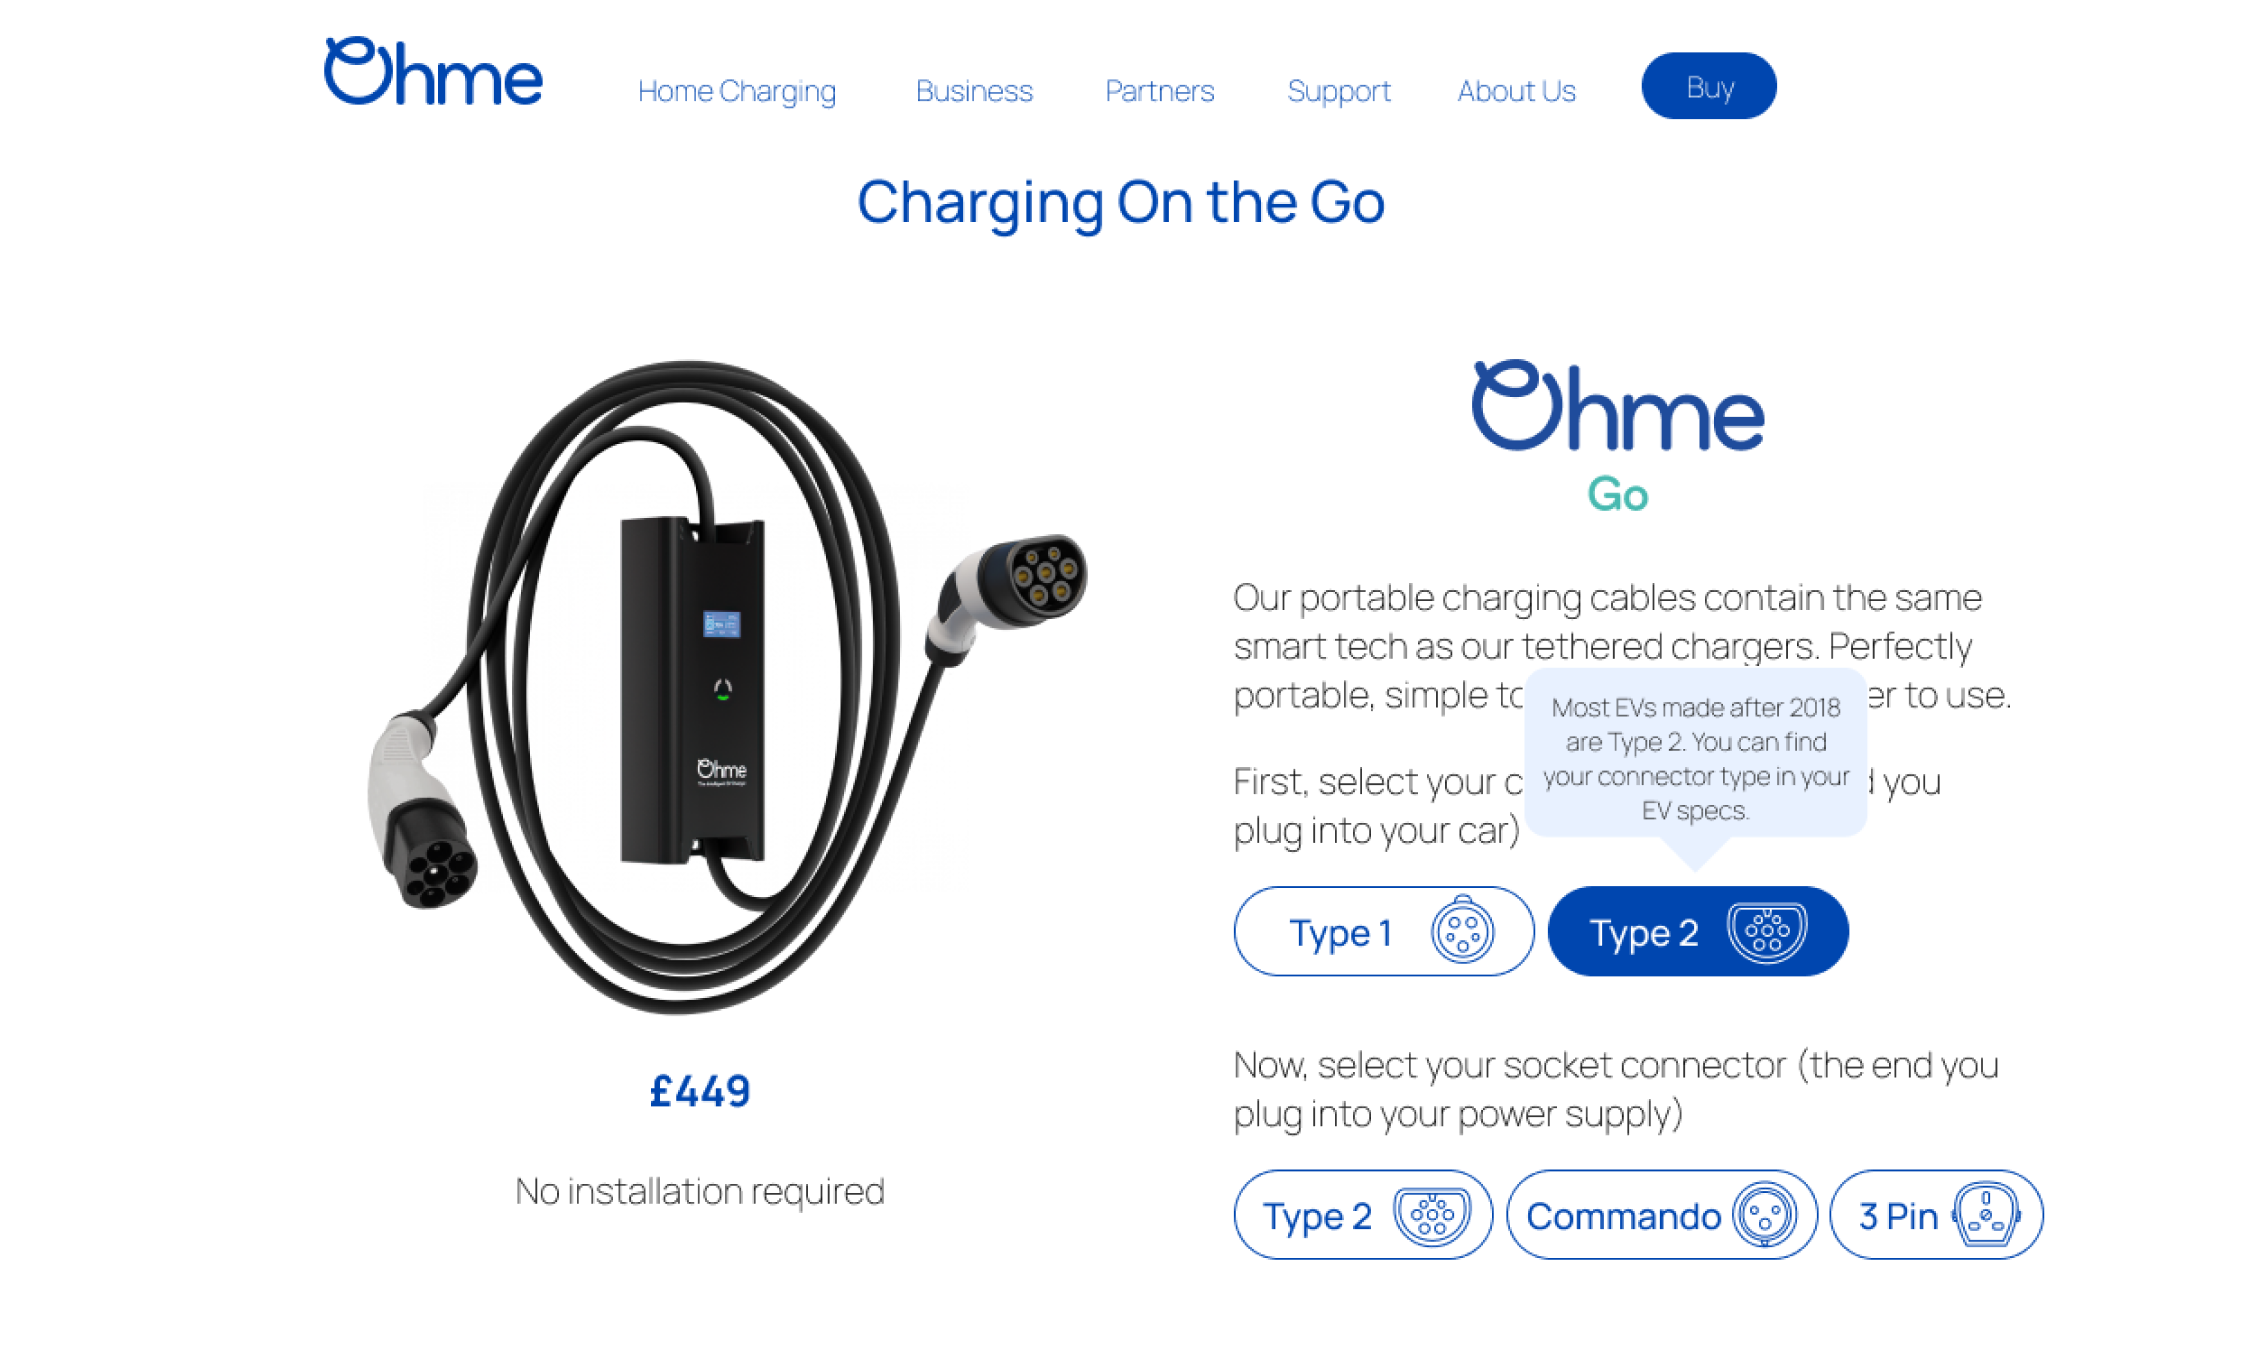 Ohme
Home Charging
Business
Partners
Support
About Us
Buy
Charging On the Go
Ohme
Go
Our portable charging cables contain the same
smart tech as our tethered chargers. Perfectly
portable, simple er to use.
Most EVs made after 2018
are Type 2. You can find
your connector type in your
EV specs.
First, select your you
plug into your car)
Type 1
Type 2
Now, select your socket connector (the end you
plug into your power supply)
Type 2
Commando
3 Pin
Ohme
£449
No installation required